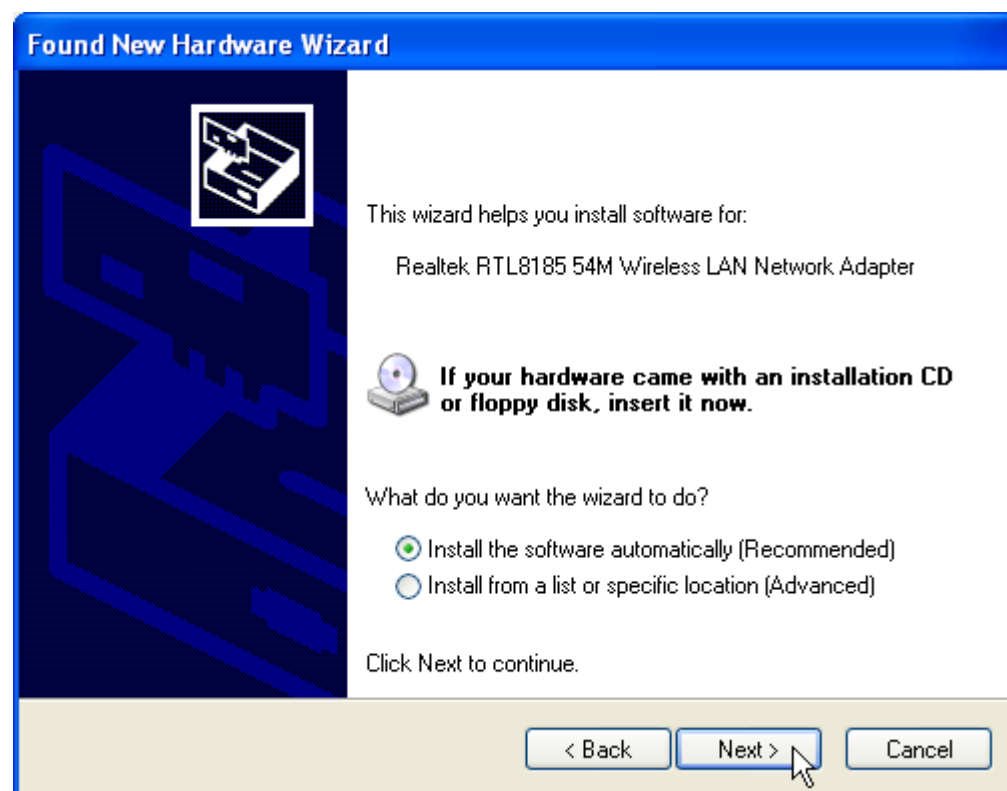 Found New Hardware Wizard
This wizard helps you install software for:
Realtek RTL8185 54M Wireless LAN Network Adapter
If your hardware came with an installation CD
or floppy disk, insert it now.
What do you want the wizard to do?
Install the software automatically (Recommended)
Install from a list or specific location (Advanced)
Click Next to continue.
< Back
Next >
Cancel